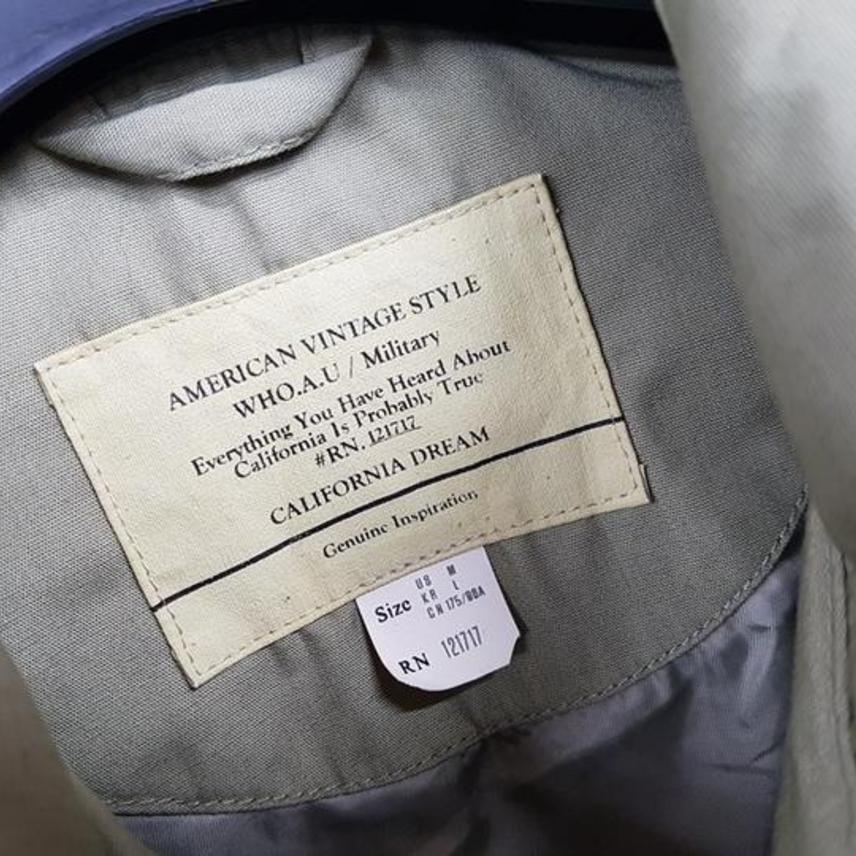 AMERICAN VINTAGE STYLE
WHO.A.U / Military
Everything You Have Heard About
California Is Probably True
#RN. 121717
CALIFORNIA DREAM
Genuine Inspiration
Size US M
KR L
CN 175/88A
RN 121717